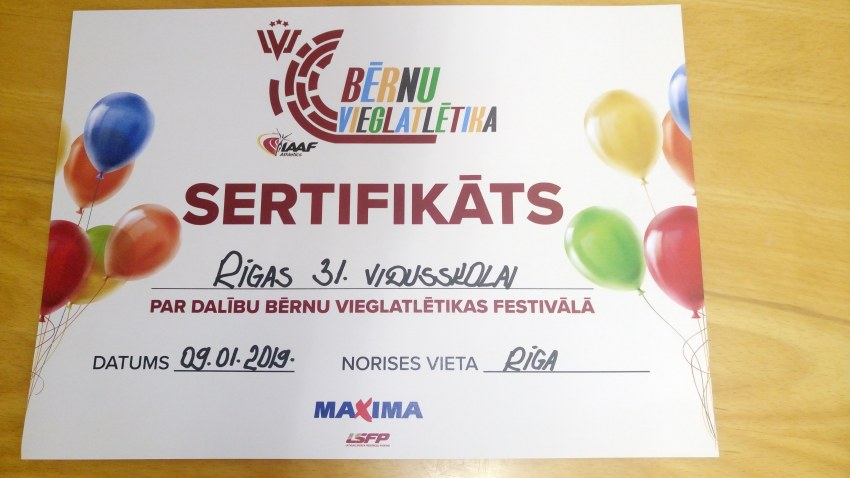 BĒRNU
VIEGLATLĒTIKA
IAAF
Athletics
SERTIFIKĀTS
RĪGAS 31. VIDUSSKOLAI
PAR DALĪBU BĒRNU VIEGLATLĒTIKAS FESTIVĀLĀ
DATUMS 09.01.2019. NORISES VIETA RĪGA
MAXIMA
LSFP